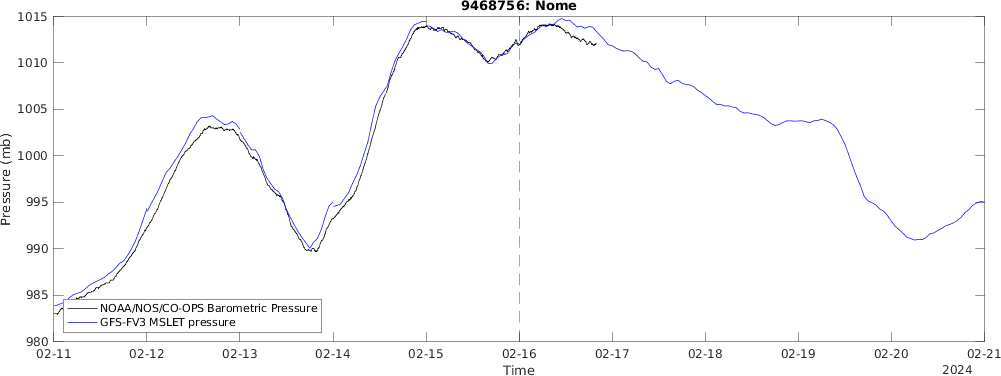 9468756: Nome
1015
1010
1005
1000
995
990
985
980
Pressure (mb)
NOAA/NOS/CO-OPS Barometric Pressure
GFS-FV3 MSLET pressure
02-11 02-12 02-13 02-14 02-15 02-16 02-17 02-18 02-19 02-20 02-21
Time
2024